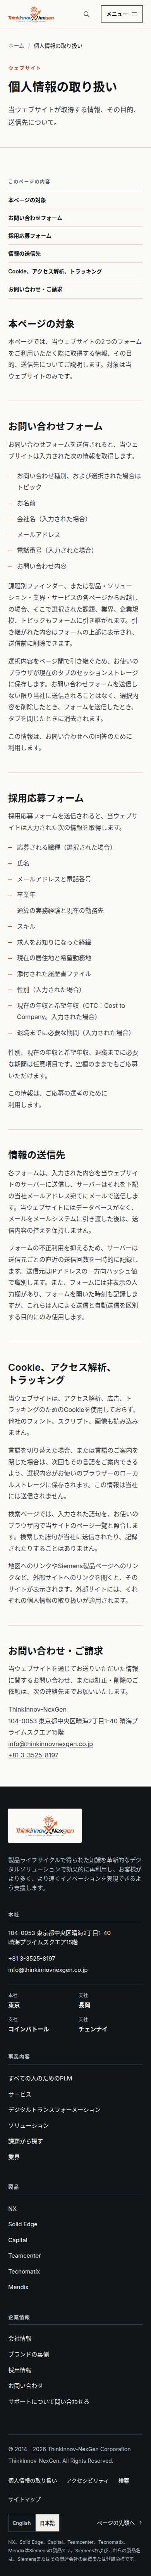 ThinkInnov NexGen
メニュー
ホーム / 個人情報の取り扱い
ウェブサイト
個人情報の取り扱い
当ウェブサイトが取得する情報、その目的、
送信先について。
このページの内容
本ページの対象
お問い合わせフォーム
採用応募フォーム
情報の送信先
Cookie、アクセス解析、トラッキング
お問い合わせ・ご請求
本ページの対象
本ページでは、当ウェブサイトの2つのフォーム
をご利用いただく際に取得する情報、その目
的、送信先についてご説明します。対象は当
ウェブサイトのみです。
お問い合わせフォーム
お問い合わせフォームを送信されると、当ウェブ
サイトは入力された次の情報を取得します。
お問い合わせ種別、および選択された場合は
トピック
お名前
会社名（入力された場合）
メールアドレス
電話番号（入力された場合）
お問い合わせ内容
課題別ファインダー、または製品・ソリュー
ション・業界・サービスの各ページからお越し
の場合、そこで選択された課題、業界、企業規
模、トピックもフォームに引き継がれます。引
き継がれた内容はフォームの上部に表示され、
送信前に削除できます。
選択内容をページ間で引き継ぐため、お使いの
ブラウザが現在のタブのセッションストレージ
に保存します。お問い合わせフォームを送信し
ない限り当社に送信されることはなく、選択内
容を削除したとき、フォームを送信したとき、
タブを閉じたときに消去されます。
この情報は、お問い合わせへの回答のために
利用します。
採用応募フォーム
採用応募フォームを送信されると、当ウェブサ
イトは入力された次の情報を取得します。
応募される職種（選択された場合）
氏名
メールアドレスと電話番号
卒業年
通算の実務経験と現在の勤務先
スキル
求人をお知りになった経緯
現在の居住地と希望勤務地
添付された履歴書ファイル
性別（入力された場合）
現在の年収と希望年収（CTC：Cost to
Company。入力された場合）
退職までに必要な期間（入力された場合）
性別、現在の年収と希望年収、退職までに必要
な期間は任意項目です。空欄のままでもご応募
いただけます。
この情報は、ご応募の選考のために
利用します。
情報の送信先
各フォームは、入力された内容を当ウェブサイ
トのサーバーに送信し、サーバーはそれを下記
の当社メールアドレス宛てにメールで送信しま
す。当ウェブサイトにはデータベースがなく、
メールをメールシステムに引き渡した後は、送
信内容の控えを保持しません。
フォームの不正利用を抑えるため、サーバーは
送信元ごとの直近の送信回数を一時的に記録し
ます。送信元はIPアドレスの一方向ハッシュ値
で識別します。また、フォームには非表示の入
力欄があり、フォームを開いた時刻も記録しま
すが、これらは人による送信と自動送信を区別
する目的にのみ使用します。
Cookie、アクセス解析、
トラッキング
当ウェブサイトは、アクセス解析、広告、ト
ラッキングのためのCookieを使用しておらず、
他社のフォント、スクリプト、画像も読み込み
ません。
言語を切り替えた場合、または言語のご案内を
閉じた場合は、次回もその言語をご案内できる
よう、選択内容がお使いのブラウザーのローカ
ルストレージに保存されます。この情報は当社
には送信されません。
検索ページでは、入力された語句を、お使いの
ブラウザ内で当サイトのページ一覧と照合しま
す。検索した語句が当社に送信されたり、記録
されたりすることはありません。
地図へのリンクやSiemens製品ページへのリン
クなど、外部サイトへのリンクを開くと、その
サイトが表示されます。外部サイトには、それぞ
れの個人情報の取り扱いが適用されます。
お問い合わせ・ご請求
当ウェブサイトを通じてお送りいただいた情報
に関するお問い合わせ、または訂正・削除のご
依頼は、次の連絡先までお願いいたします。
ThinkInnov-NexGen
104-0053 東京都中央区晴海2丁目1-40 晴海プ
ライムスクエア15階
info@thinkinnovnexgen.co.jp
+81 3-3525-8197
ThinkInnov NexGen
製品ライフサイクルで得られた知識を革新的なデジ
タルソリューションで効果的に再利用し、お客様が
より多く、より速くイノベーションを実現できるよ
う支援します。
本社
104-0053 東京都中央区晴海2丁目1-40
晴海プライムスクエア15階
+81 3-3525-8197
info@thinkinnovnexgen.co.jp
本社
東京
支社
長岡
支社
コインバトール
支社
チェンナイ
事業内容
すべての人のためのPLM
サービス
デジタルトランスフォーメーション
ソリューション
課題から探す
業界
製品
NX
Solid Edge
Capital
Teamcenter
Tecnomatix
Mendix
企業情報
会社情報
ブランドの裏側
採用情報
お問い合わせ
サポートについて問い合わせる
© 2014 - 2026 ThinkInnov-NexGen Corporation
ThinkInnov-NexGen. All Rights Reserved.
個人情報の取り扱い アクセシビリティ 検索
サイトマップ
English 日本語 ページの先頭へ ↑
NX、Solid Edge、Capital、Teamcenter、Tecnomatix、
MendixはSiemensの製品です。Siemensおよびこれらの製品名
は、Siemensまたはその関連会社の商標または登録商標です。